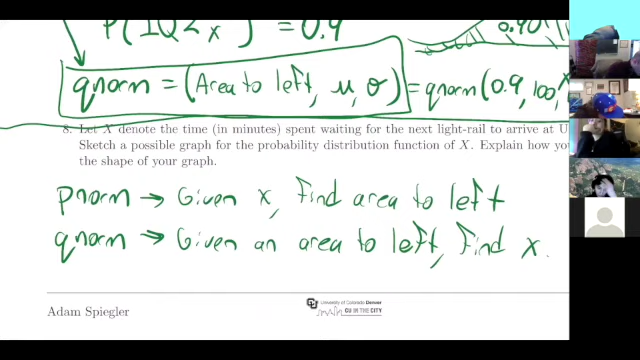 P(IQ < x) = 0.9
0.90
qnorm = (Area to left, μ, σ) = qnorm(0.9, 100,
8. Let X denote the time (in minutes) spent waiting for the next light-rail to arrive at U
Sketch a possible graph for the probability distribution function of X. Explain how yo
the shape of your graph.
pnorm → Given x, find area to left
qnorm → Given an area to left, find x.
Adam Spiegler
University of Colorado Denver
CU IN THE CITY